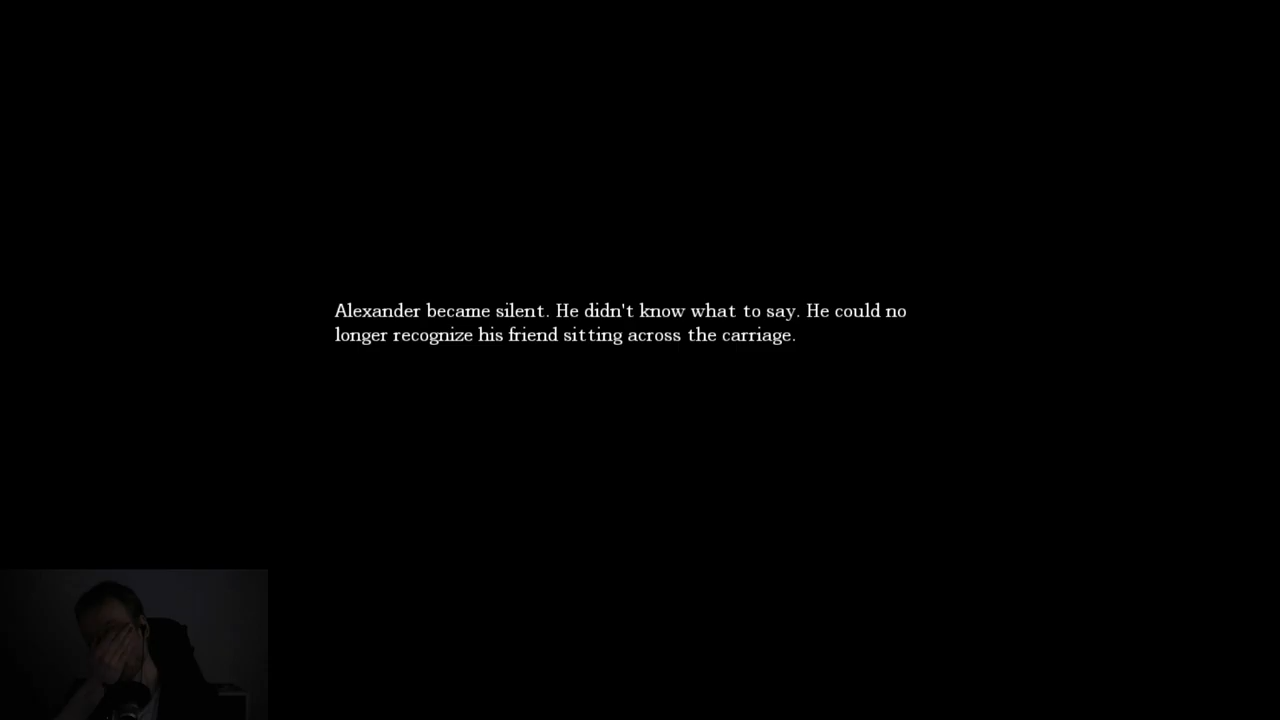 Alexander became silent. He didn't know what to say. He could no
longer recognize his friend sitting across the carriage.